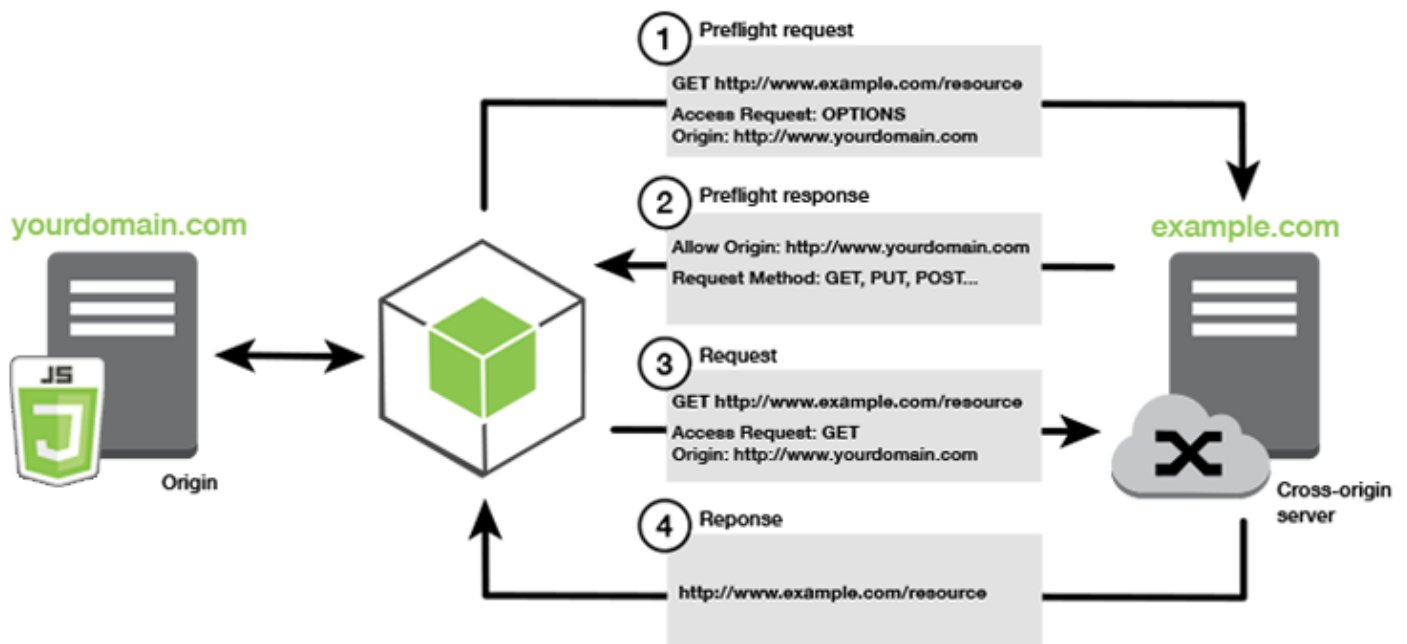 1 Preflight request
GET http://www.example.com/resource
Access Request: OPTIONS
Origin: http://www.yourdomain.com
2 Preflight response
Allow Origin: http://www.yourdomain.com
Request Method: GET, PUT, POST...
yourdomain.com
JS
Origin
example.com
Cross-origin
server
3 Request
GET http://www.example.com/resource
Access Request: GET
Origin: http://www.yourdomain.com
4 Reponse
http://www.example.com/resource